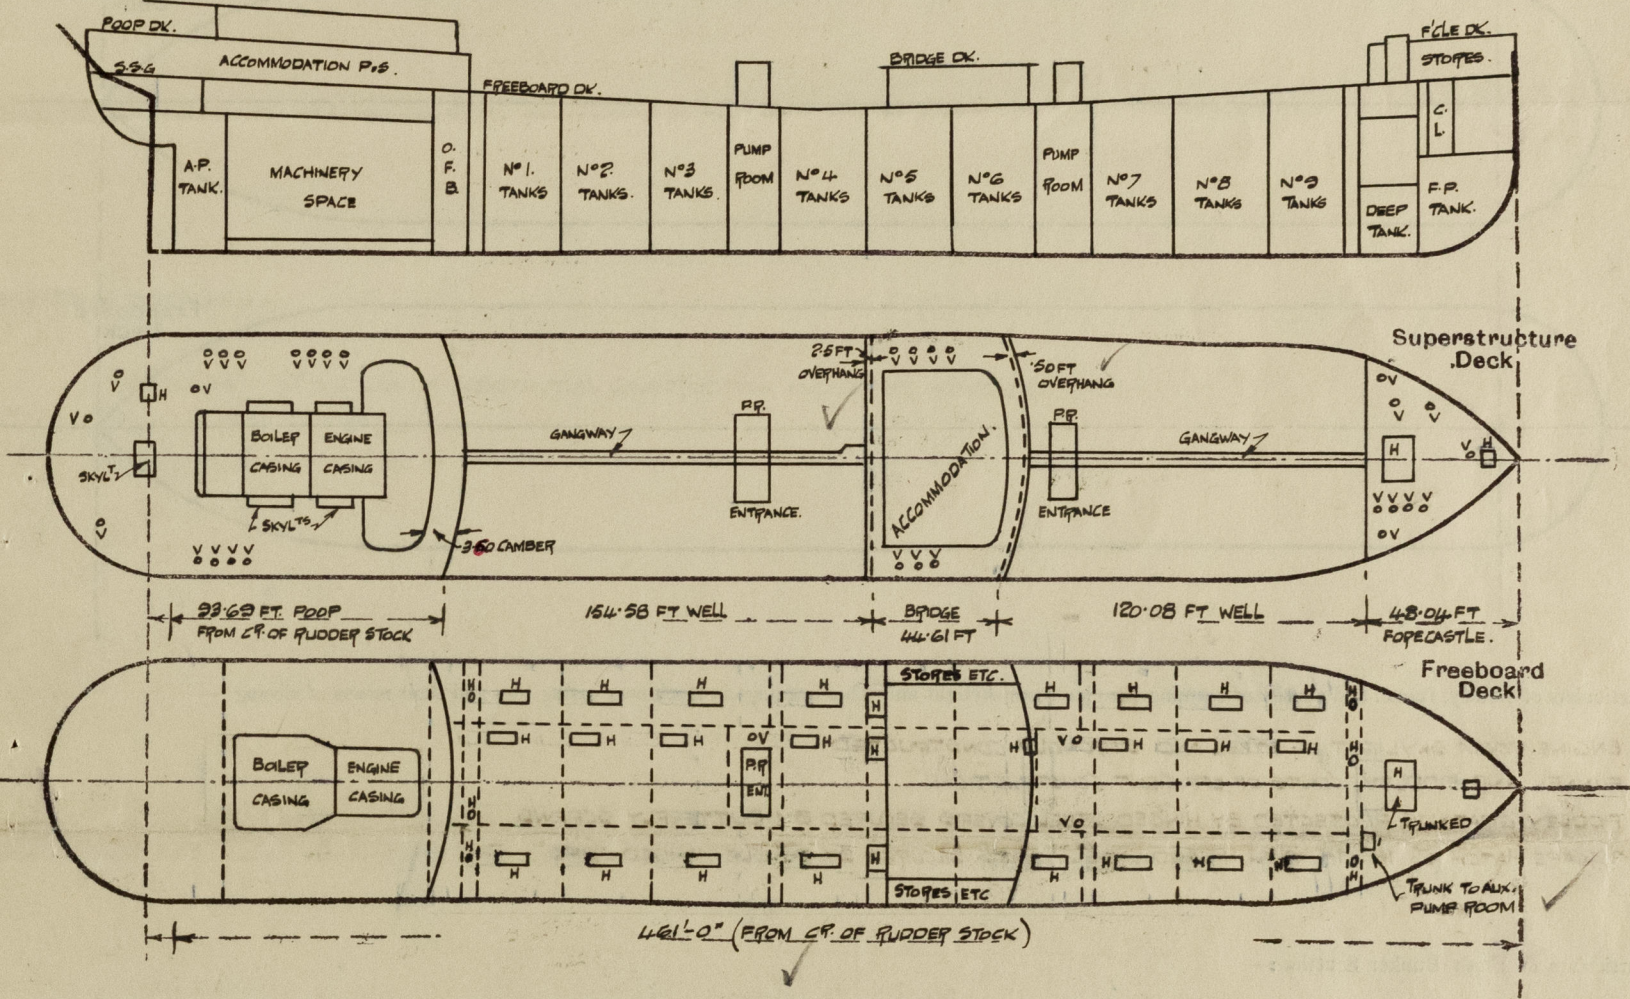 POOP DK.
F'CLE DK.
S.S.G
ACCOMMODATION P&S.
BRIDGE DK.
STORES.
FREEBOARD DK.
A.P.
TANK.
MACHINERY
SPACE
O.
F.
B.
Nº1.
TANKS
Nº2.
TANKS.
Nº3
TANKS.
PUMP
ROOM
Nº4
TANKS
Nº5
TANKS
Nº6
TANKS
PUMP
ROOM
Nº7
TANKS
Nº8
TANKS
Nº9
TANKS
DEEP
TANK.
C.
L.
F.P.
TANK.
Superstructure
Deck
2·5 FT
OVERHANG
·50 FT
OVERHANG
O O O
V V V
O O O O
V V V V
O O O O
V V V V
O
V
H
O V
V O
O V
O
V
O
V
BOILER
CASING
ENGINE
CASING
SKYLT
SKYLTS
V V V V
O O O O
3·60 CAMBER
GANGWAY
P.R.
ENTRANCE.
ACCOMMODATION.
V V V
O O O
P.R.
ENTRANCE
GANGWAY
O
V
H
V
O
H
V V V V
O O O O
O V
93·69 FT. POOP
FROM CR. OF RUDDER STOCK
154·58 FT WELL
BRIDGE
44·61 FT
120·08 FT WELL
48·04 FT
FORECASTLE.
Freeboard
Deck
STORES ETC.
H O
H
H
H
H
H
H
H
H
H
H O
H
H
H
O V
H
H
H
V O
H
H
H
H O
BOILER
CASING
ENGINE
CASING
P.R
ENT.
H
TRUNKED
H O
V O
H O
H
H
H
H
H
H
H
H
H
O H
STORES ETC
TRUNK TO AUX.
PUMP ROOM
461'-0" (FROM CR. OF RUDDER STOCK)